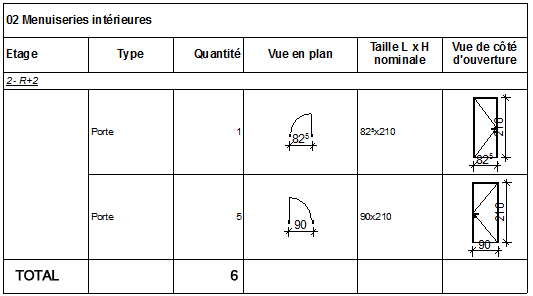 02 Menuiseries intérieures
Etage Type Quantité Vue en plan Taille L x H nominale Vue de côté d'ouverture
2- R+2
Porte 1 82⁵ 82⁵x210 210 82⁵
Porte 5 90 90x210 210 90
TOTAL 6